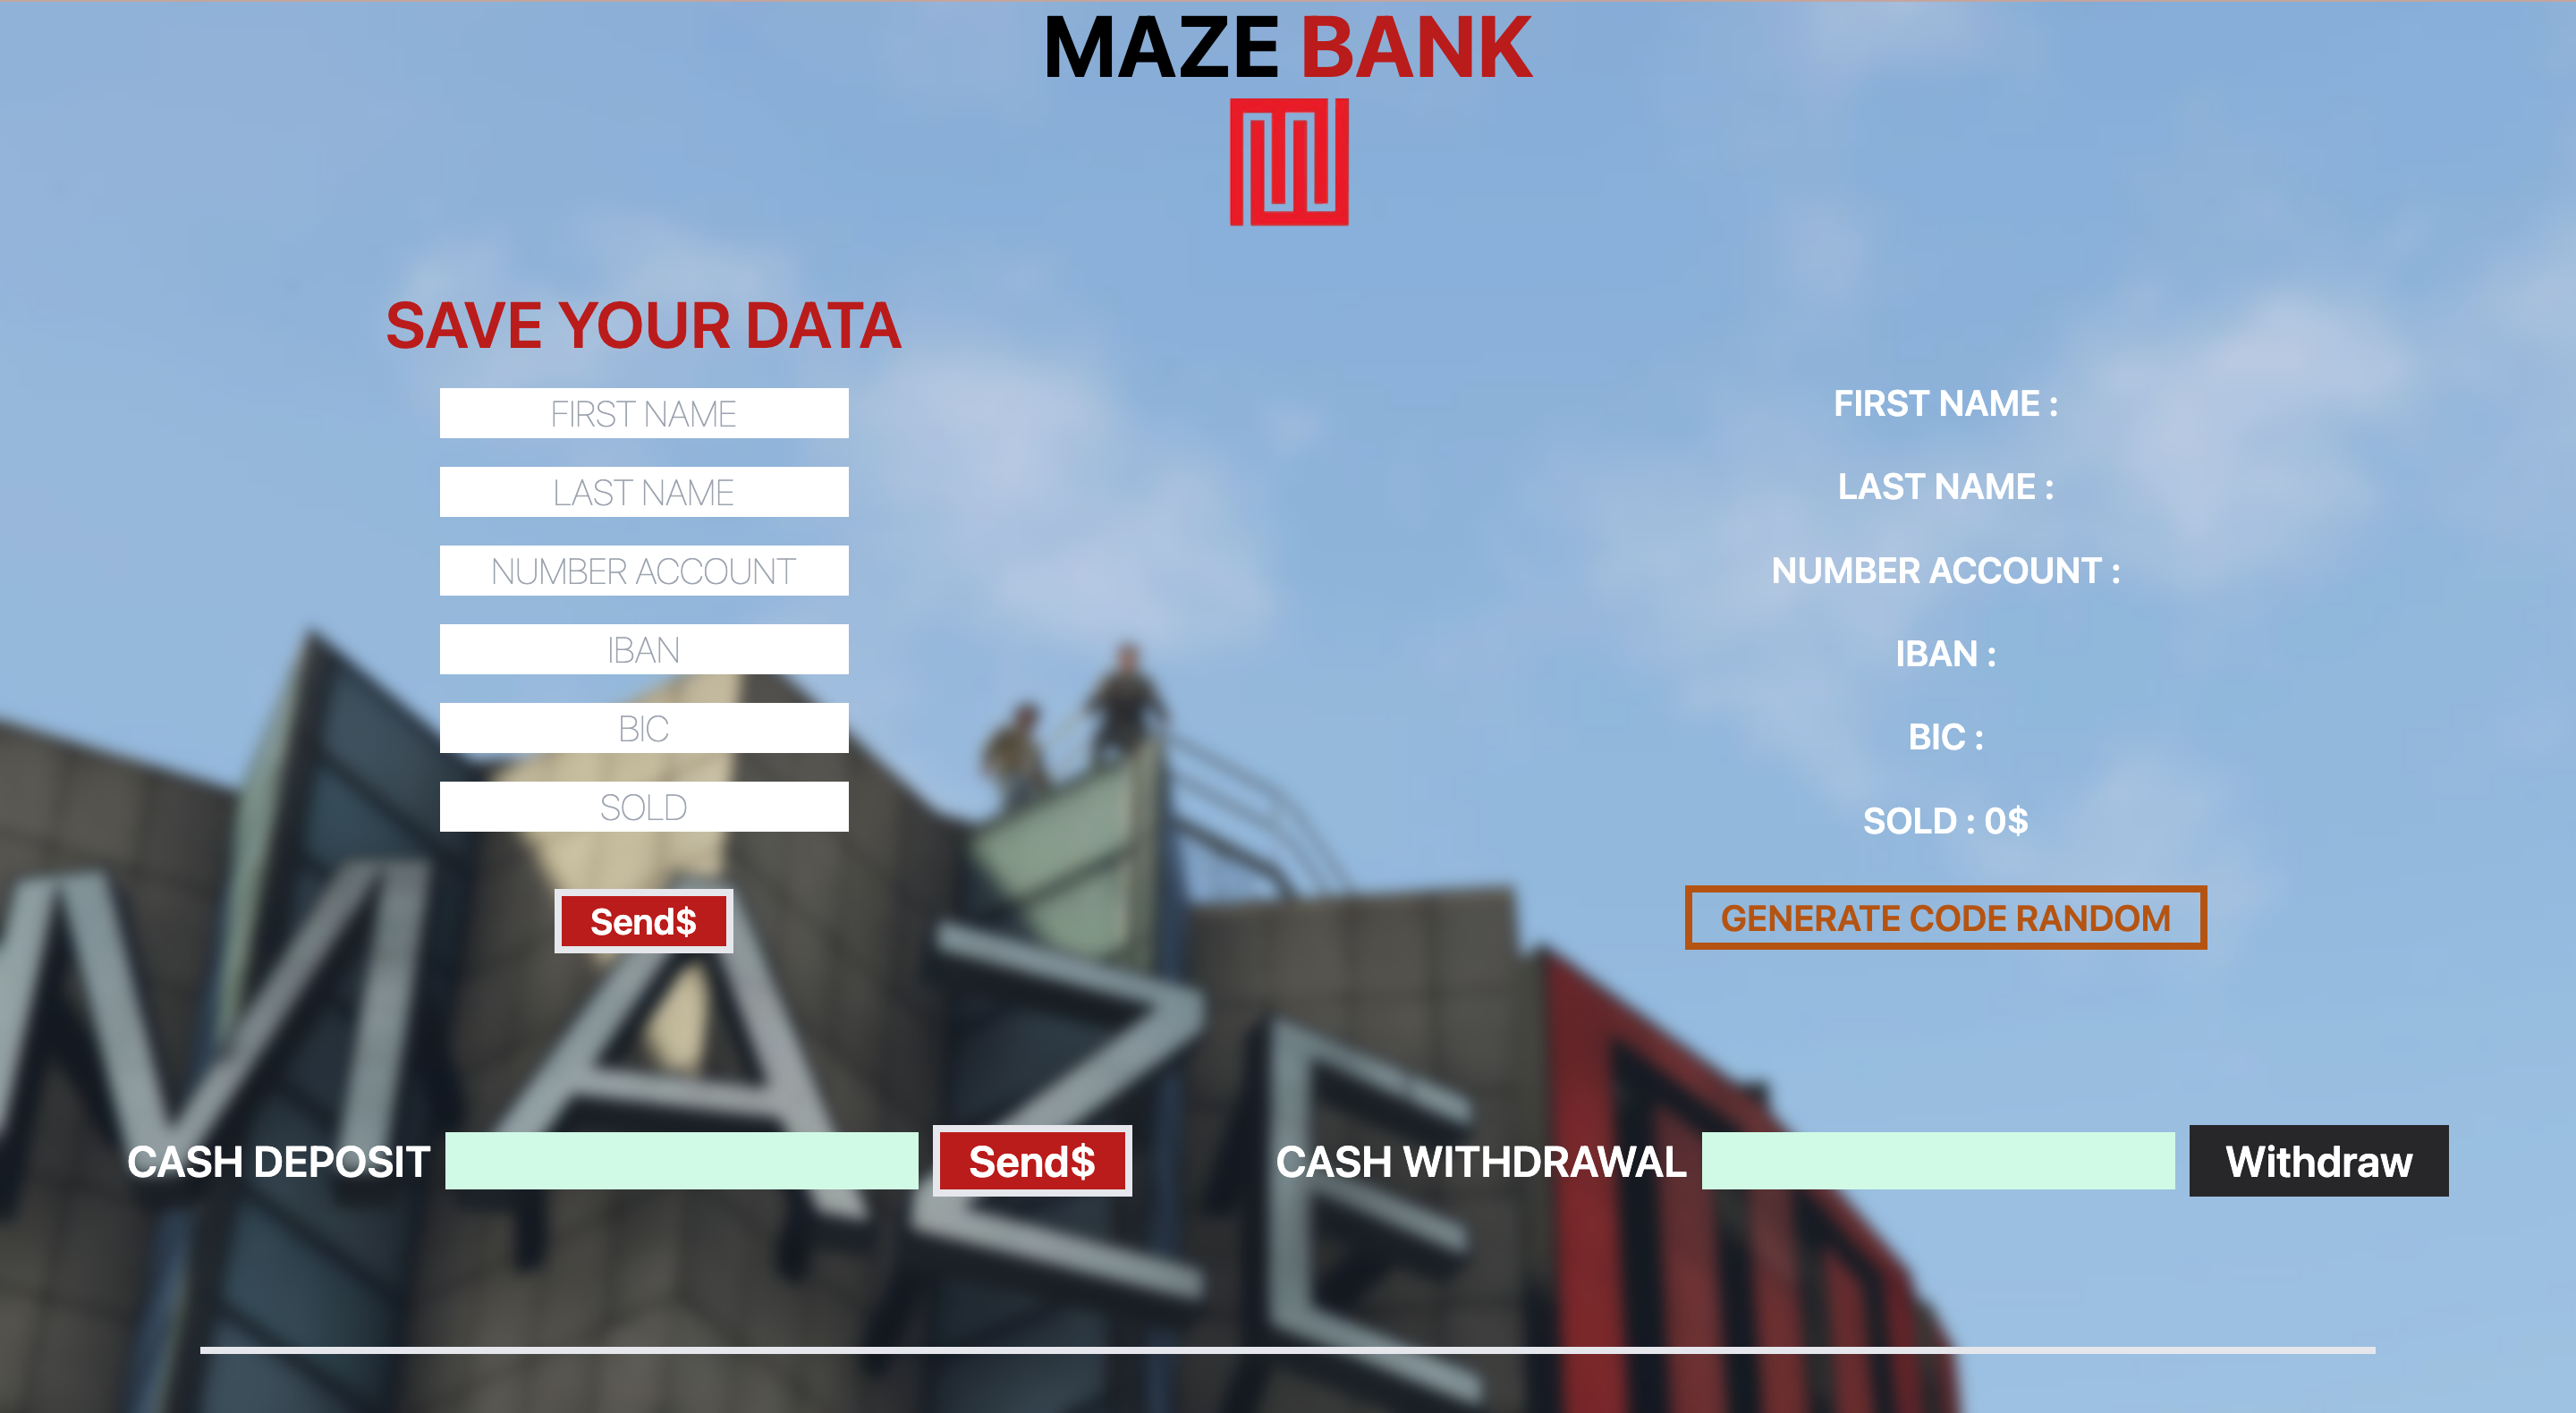 MAZE BANK
SAVE YOUR DATA
FIRST NAME
LAST NAME
NUMBER ACCOUNT
IBAN
BIC
SOLD
Send$
FIRST NAME :
LAST NAME :
NUMBER ACCOUNT :
IBAN :
BIC :
SOLD : 0$
GENERATE CODE RANDOM
MAZE
CASH DEPOSIT
Send$
CASH WITHDRAWAL
Withdraw